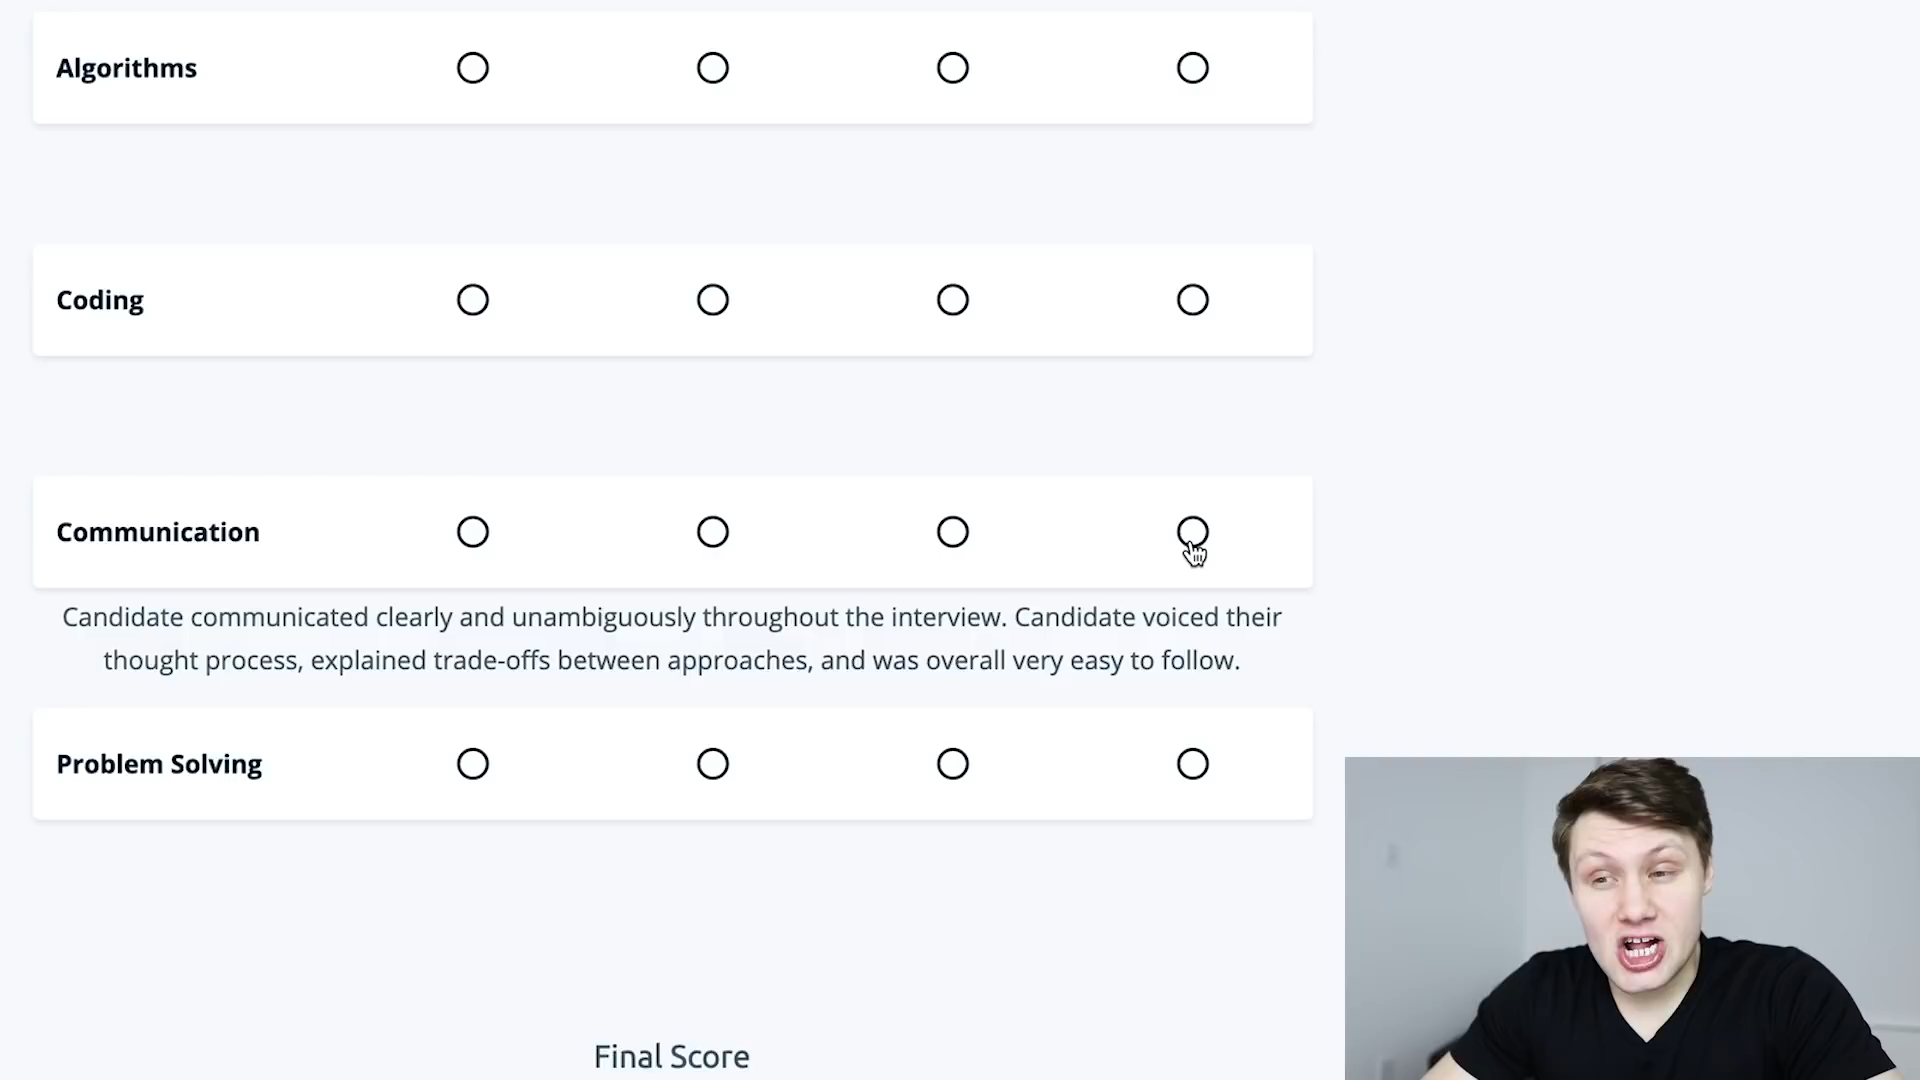 Algorithms
Coding
Communication
Candidate communicated clearly and unambiguously throughout the interview. Candidate voiced their
thought process, explained trade-offs between approaches, and was overall very easy to follow.
Problem Solving
Final Score